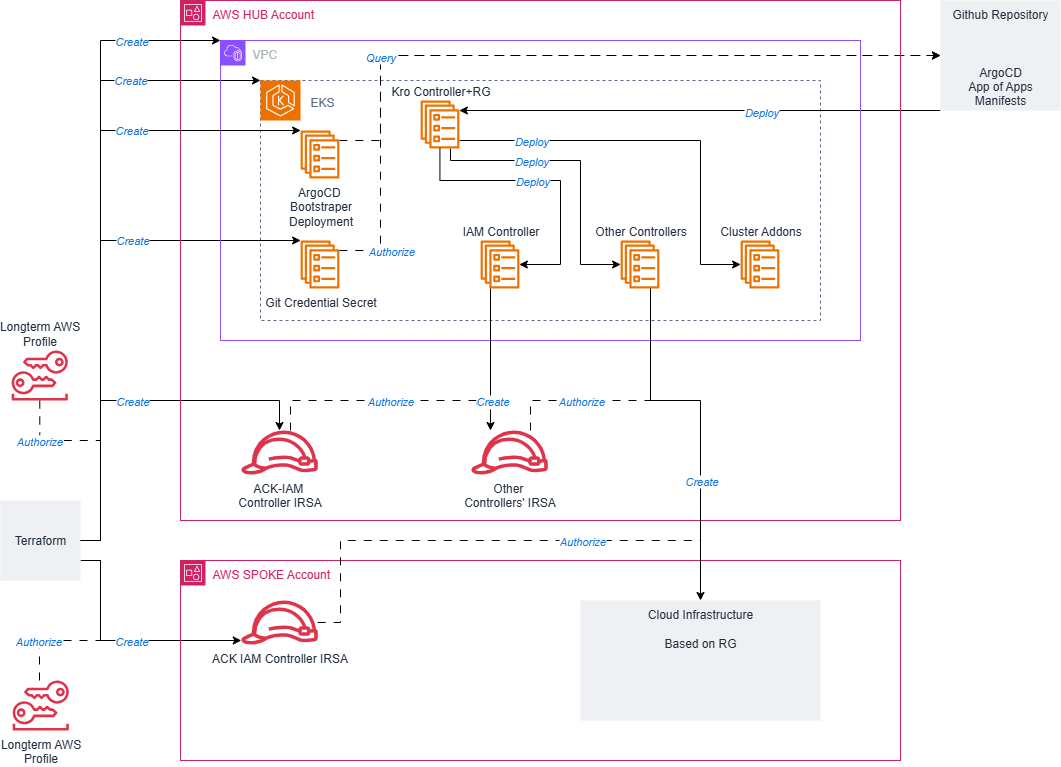 AWS HUB Account
Github Repository
Create
VPC
Query
ArgoCD
App of Apps
Manifests
Create
EKS
Kro Controller+RG
Deploy
Create
Deploy
Deploy
Deploy
ArgoCD
Bootstraper
Deployment
IAM Controller
Other Controllers
Cluster Addons
Create
Authorize
Git Credential Secret
Longterm AWS
Profile
Create
Authorize
Create
Authorize
Authorize
ACK-IAM
Controller IRSA
Other
Controllers' IRSA
Create
Terraform
Authorize
AWS SPOKE Account
Cloud Infrastructure
Based on RG
Authorize
Create
ACK IAM Controller IRSA
Longterm AWS
Profile